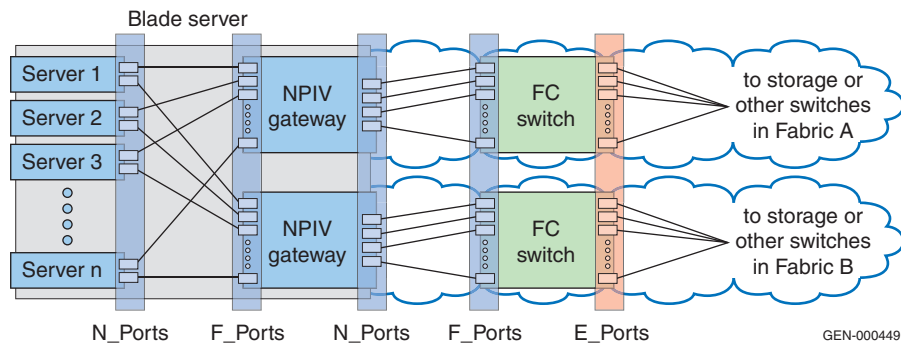 Blade server
Server 1
Server 2
Server 3
Server n
NPIV
gateway
NPIV
gateway
FC
switch
FC
switch
to storage or
other switches
in Fabric A
to storage or
other switches
in Fabric B
N_Ports
F_Ports
N_Ports
F_Ports
E_Ports
GEN-000449